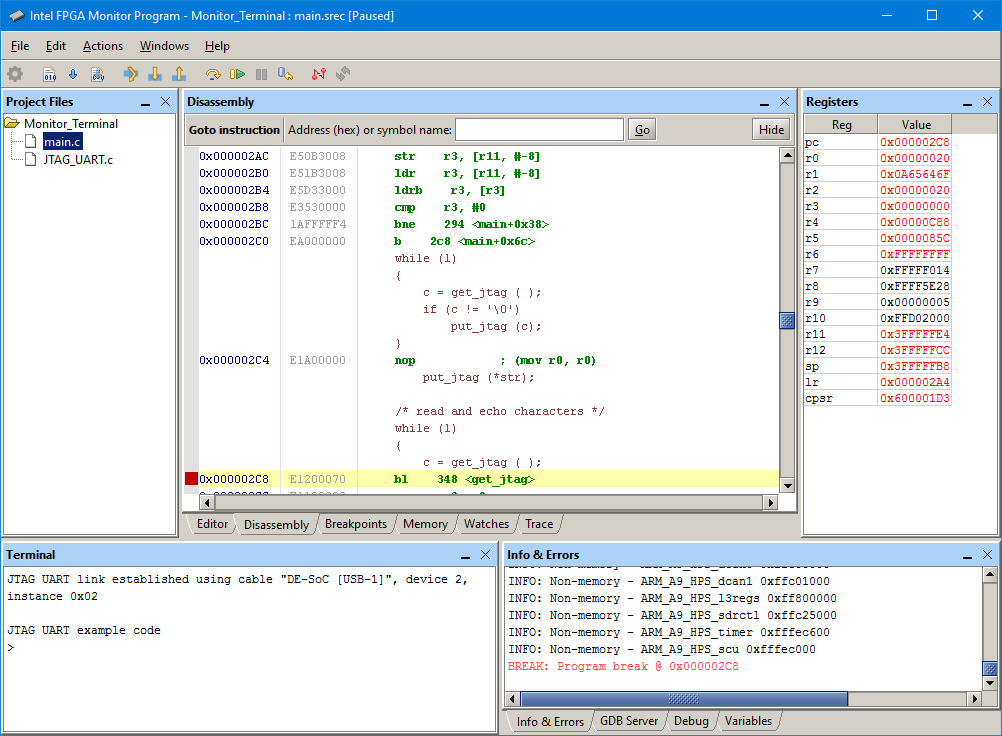 Intel FPGA Monitor Program - Monitor_Terminal : main.srec [Paused]
File Edit Actions Windows Help
Project Files
Monitor_Terminal
main.c
JTAG_UART.c
Disassembly
Goto instruction Address (hex) or symbol name: Go Hide
0x000002AC E50B3008 str r3, [r11, #-8]
0x000002B0 E51B3008 ldr r3, [r11, #-8]
0x000002B4 E5D33000 ldrb r3, [r3]
0x000002B8 E3530000 cmp r3, #0
0x000002BC 1AFFFFF4 bne 294 <main+0x38>
0x000002C0 EA000000 b 2c8 <main+0x6c>
while (1)
{
c = get_jtag ( );
if (c != '\0')
put_jtag (c);
}
0x000002C4 E1A00000 nop ; (mov r0, r0)
put_jtag (*str);
/* read and echo characters */
while (1)
{
c = get_jtag ( );
0x000002C8 E1200070 bl 348 <get_jtag>
Editor Disassembly Breakpoints Memory Watches Trace
Registers
Reg Value
pc 0x000002C8
r0 0x00000020
r1 0x0A65646F
r2 0x00000020
r3 0x00000000
r4 0x00000C88
r5 0x0000085C
r6 0xFFFFFFFF
r7 0xFFFFF014
r8 0xFFFF5E28
r9 0x00000005
r10 0xFFD02000
r11 0x3FFFFFE4
r12 0x3FFFFFCC
sp 0x3FFFFFB8
lr 0x000002A4
cpsr 0x600001D3
Terminal
JTAG UART link established using cable "DE-SoC [USB-1]", device 2,
instance 0x02
JTAG UART example code
>
Info & Errors
INFO: Non-memory - ARM_A9_HPS_dcan1 0xffc01000
INFO: Non-memory - ARM_A9_HPS_l3regs 0xff800000
INFO: Non-memory - ARM_A9_HPS_sdrctl 0xffc25000
INFO: Non-memory - ARM_A9_HPS_timer 0xfffec600
INFO: Non-memory - ARM_A9_HPS_scu 0xfffec000
BREAK: Program break @ 0x000002C8
Info & Errors GDB Server Debug Variables